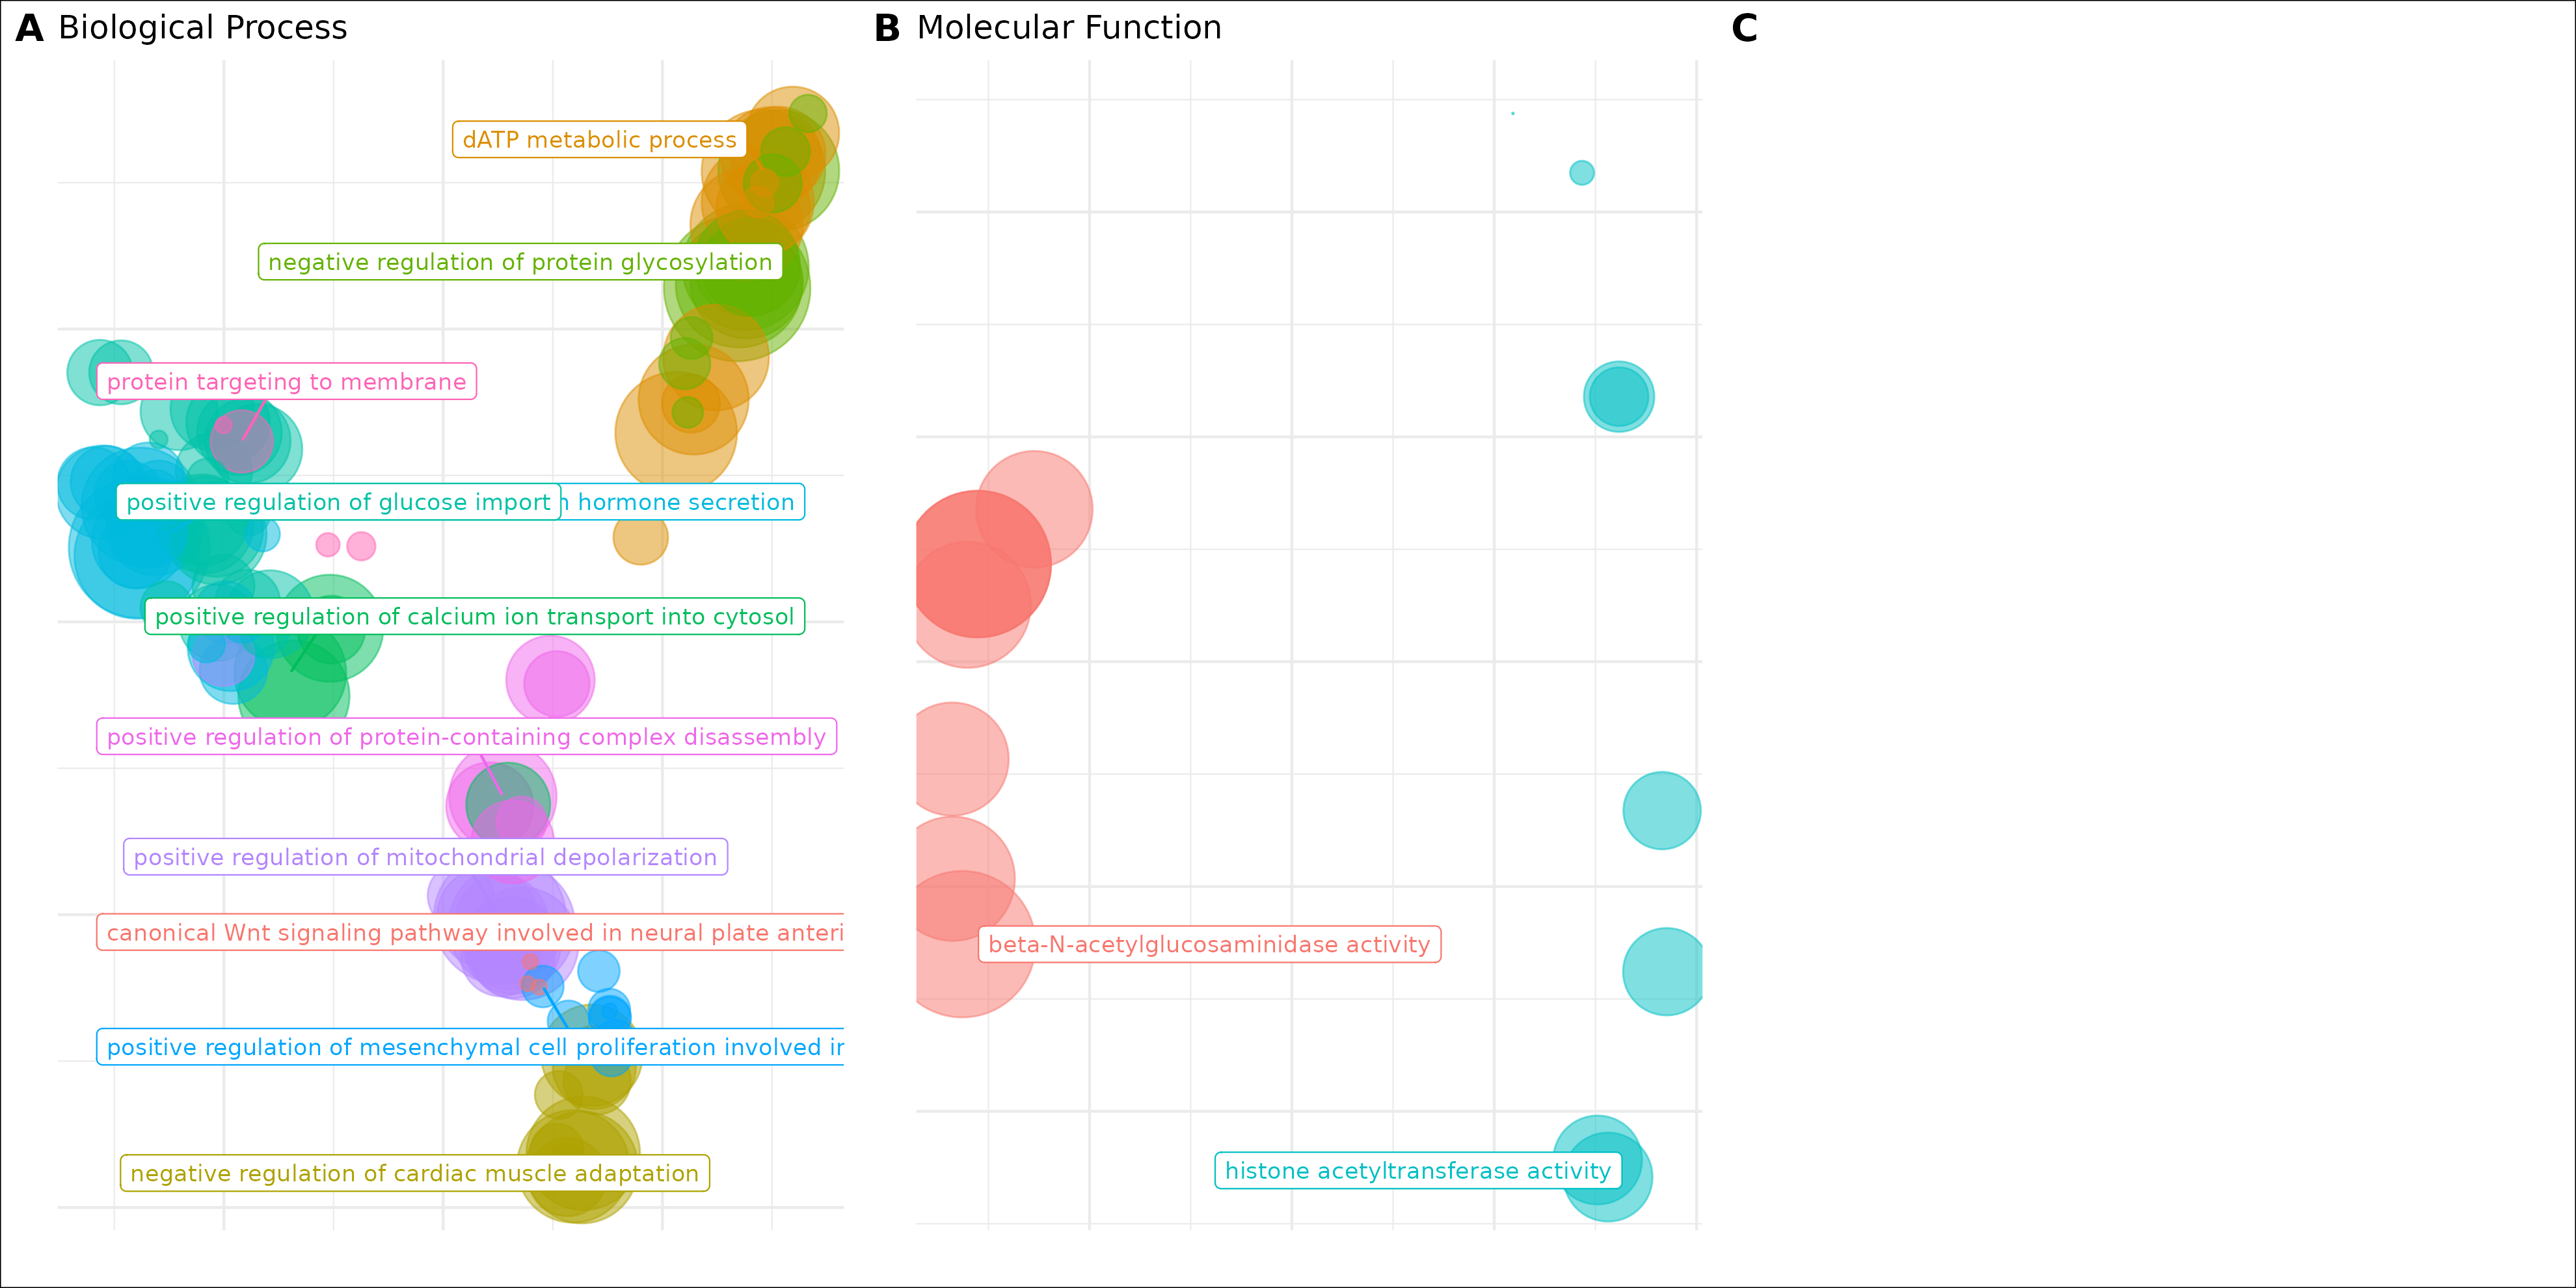 A Biological Process
dATP metabolic process
negative regulation of protein glycosylation
protein targeting to membrane
positive regulation of glucose import
hormone secretion
positive regulation of calcium ion transport into cytosol
positive regulation of protein-containing complex disassembly
positive regulation of mitochondrial depolarization
canonical Wnt signaling pathway involved in neural plate anteri
positive regulation of mesenchymal cell proliferation involved
negative regulation of cardiac muscle adaptation
B Molecular Function
beta-N-acetylglucosaminidase activity
histone acetyltransferase activity
C